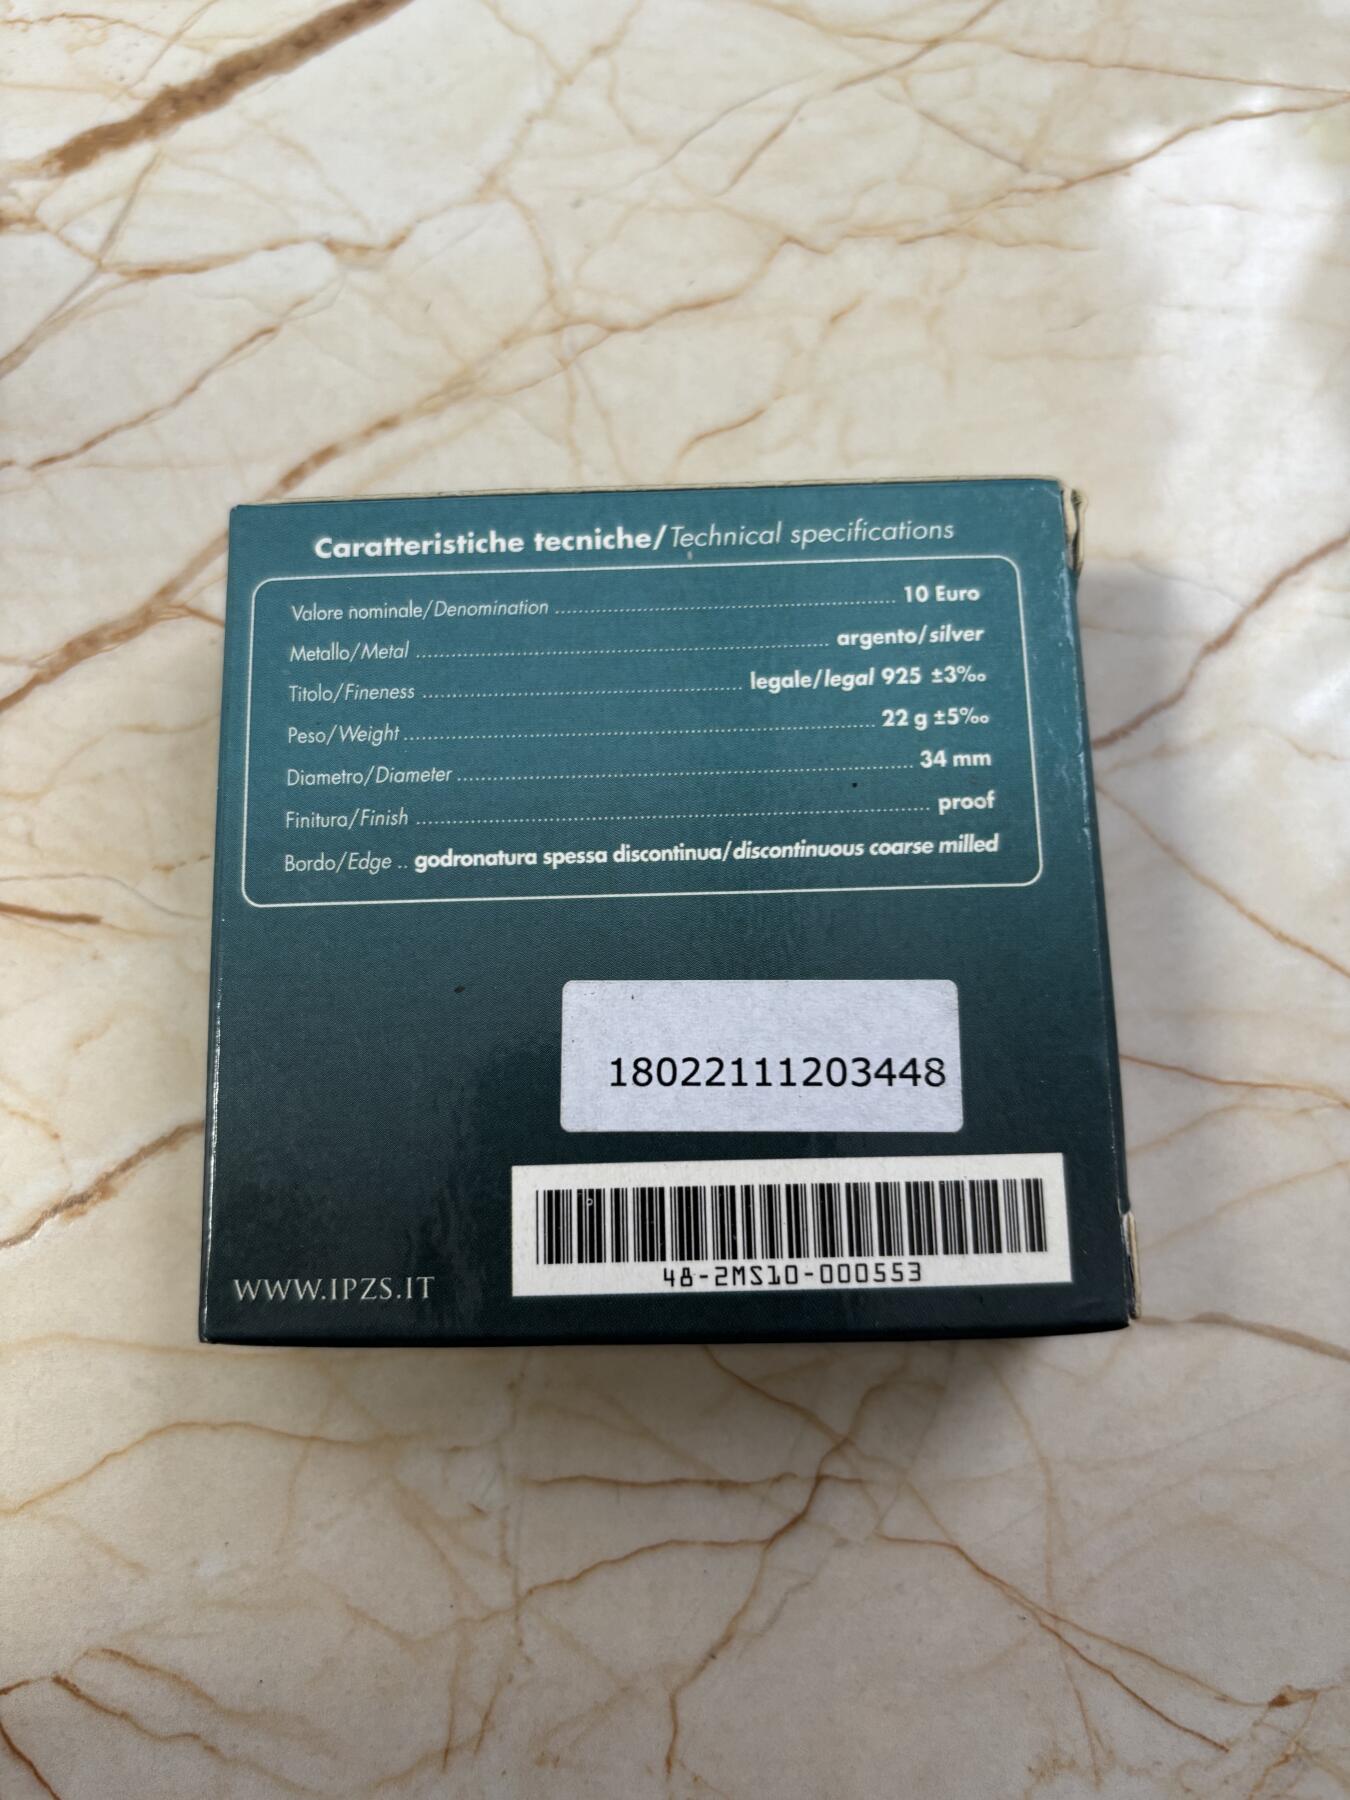 Caratteristiche tecniche/Technical specifications
Valore nominale/Denomination ........ 10 Euro
Metallo/Metal ........ argento/silver
Titolo/Fineness ........ legale/legal 925 ±3‰
Peso/Weight ........ 22 g ±5‰
Diametro/Diameter ........ 34 mm
Finitura/Finish ........ proof
Bordo/Edge .. godronatura spessa discontinua/discontinuous coarse milled
18022111203448
48-2MS10-000553
WWW.IPZS.IT